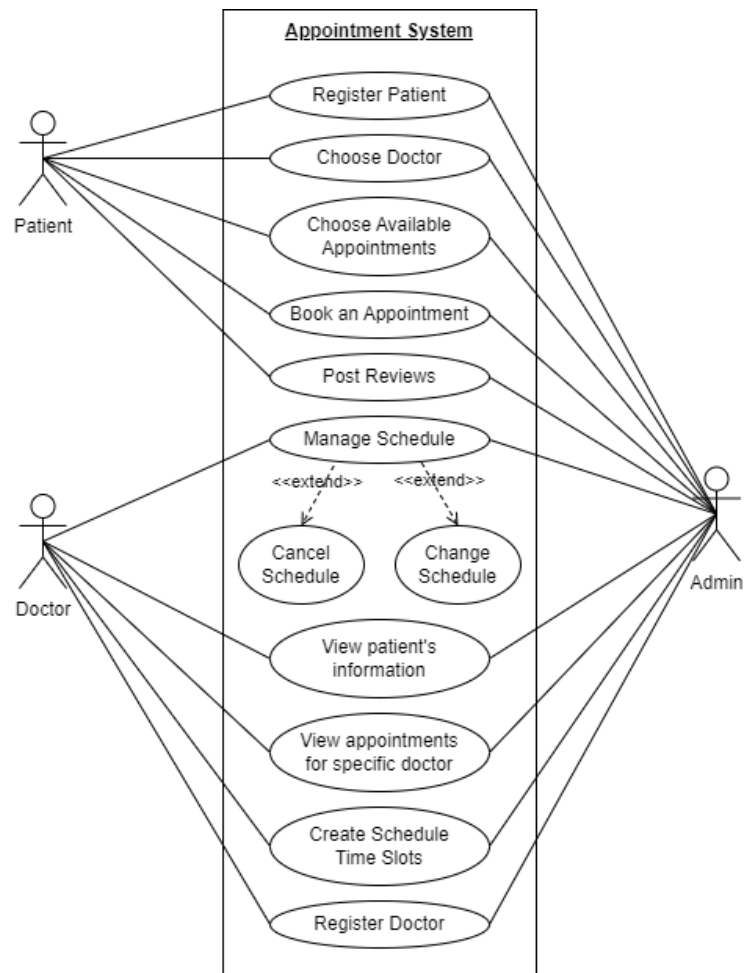 Appointment System
Register Patient
Choose Doctor
Patient
Choose Available
Appointments
Book an Appointment
Post Reviews
Manage Schedule
<<extend>>
<<extend>>
Cancel
Schedule
Change
Schedule
Doctor
Admin
View patient's
information
View appointments
for specific doctor
Create Schedule
Time Slots
Register Doctor